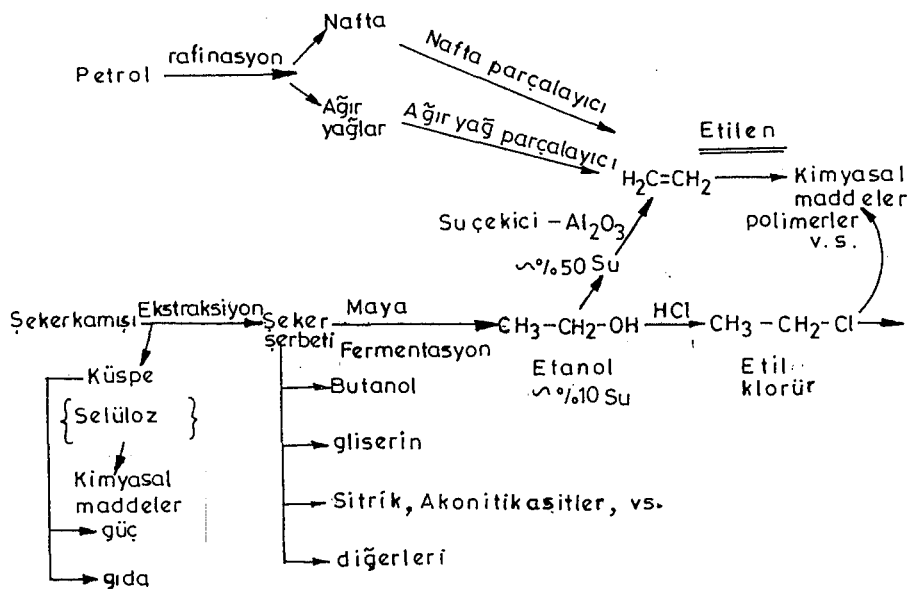 Nafta
Petrol rafinasyon
Nafta parçalayıcı
Ağır
yağlar
Ağır yağ parçalayıcı
Etilen
H₂C=CH₂
Kimyasal
maddeler
polimerler
v.s.
Su çekici - Al₂O₃
~%50 Su
Şekerkamışı
Ekstraksiyon
Şeker
şerbeti
Maya
Fermentasyon
CH₃-CH₂-OH
HCl
CH₃-CH₂-Cl
Etanol
~%10 Su
Etil
klorür
Küspe
{Selüloz}
Kimyasal
maddeler
güç
gıda
Butanol
gliserin
Sitrik, Akonitik aşitler, vs.
diğerleri